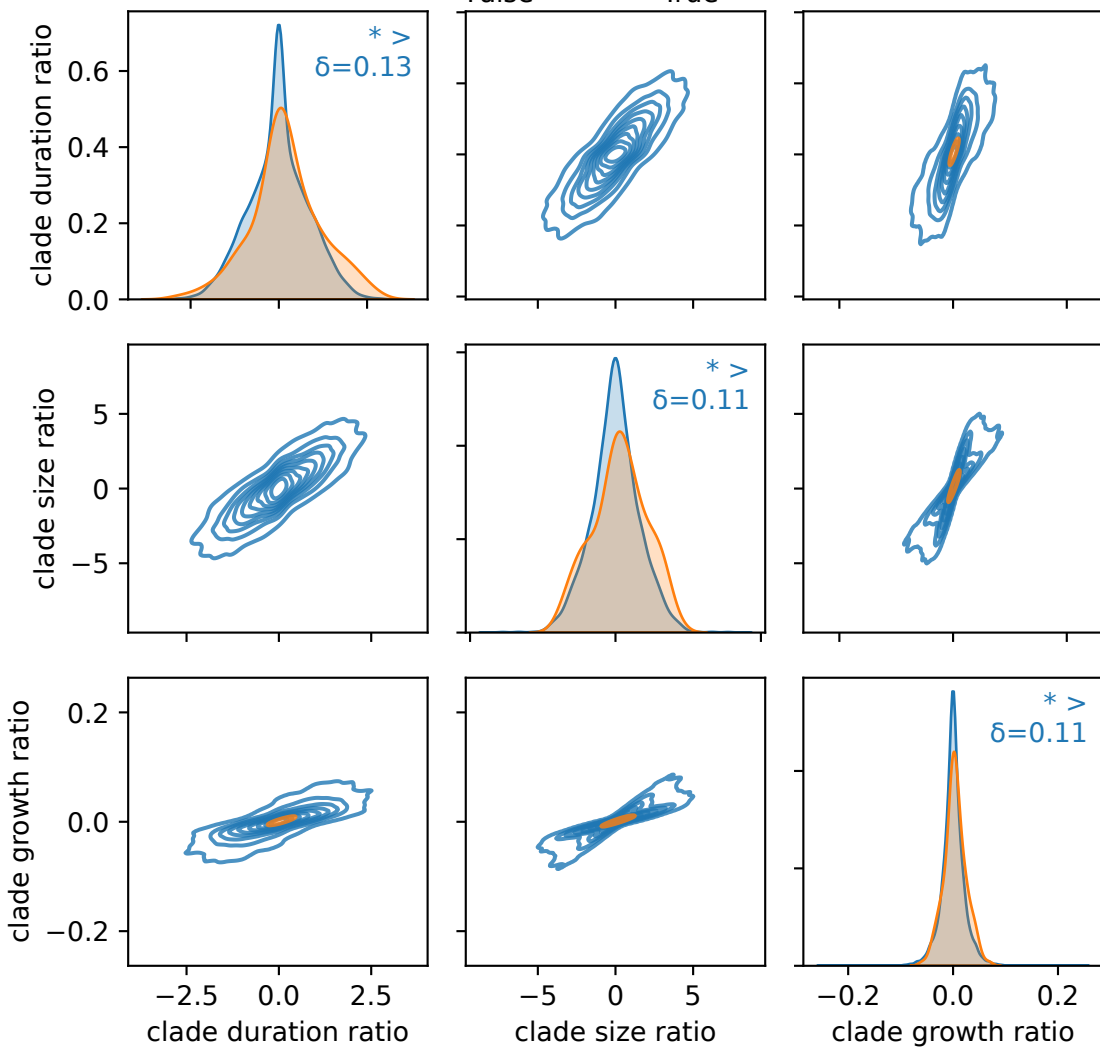 clade duration ratio
0.6
0.4
0.2
0.0
* >
δ=0.13
clade size ratio
5
0
−5
* >
δ=0.11
clade growth ratio
0.2
0.0
−0.2
* >
δ=0.11
−2.5 0.0 2.5
−5 0 5
−0.2 0.0 0.2
clade duration ratio
clade size ratio
clade growth ratio